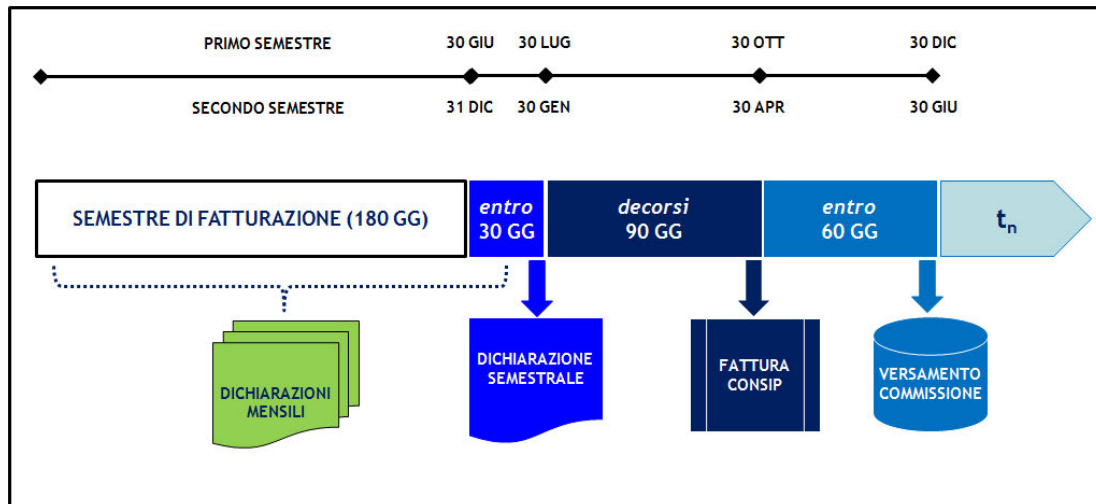 PRIMO SEMESTRE 30 GIU 30 LUG 30 OTT 30 DIC
SECONDO SEMESTRE 31 DIC 30 GEN 30 APR 30 GIU
SEMESTRE DI FATTURAZIONE (180 GG)
entro
30 GG
decorsi
90 GG
entro
60 GG
tn
DICHIARAZIONI
MENSILI
DICHIARAZIONE
SEMESTRALE
FATTURA
CONSIP
VERSAMENTO
COMMISSIONE